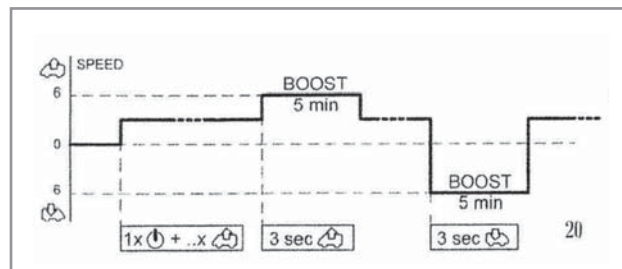 SPEED
BOOST
6
5 min
0
6
BOOST
5 min
1x + ..x
3 sec
3 sec
20